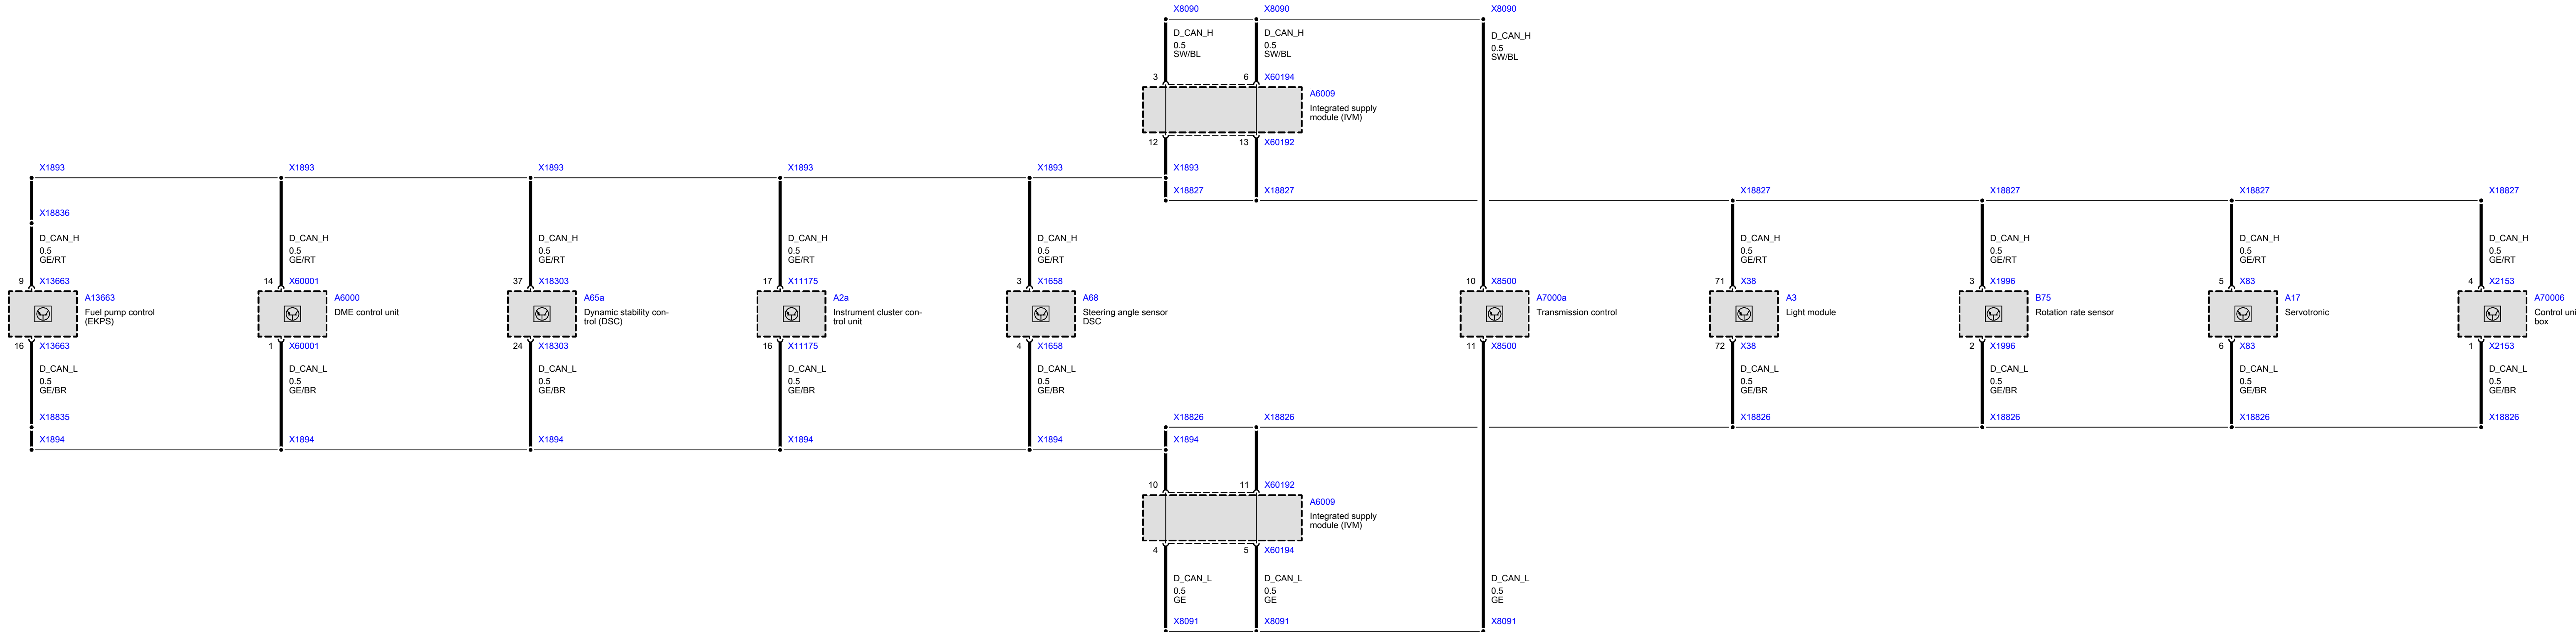 X8090
X8090
X8090
D_CAN_H
0.5
SW/BL
D_CAN_H
0.5
SW/BL
D_CAN_H
0.5
SW/BL
3
6
X60194
A6009
Integrated supply
module (IVM)
12
13
X60192
X1893
X1893
X1893
X1893
X1893
X1893
X18827
X18827
X18827
X18827
X18827
X18827
X18836
D_CAN_H
0.5
GE/RT
D_CAN_H
0.5
GE/RT
D_CAN_H
0.5
GE/RT
D_CAN_H
0.5
GE/RT
D_CAN_H
0.5
GE/RT
D_CAN_H
0.5
GE/RT
D_CAN_H
0.5
GE/RT
D_CAN_H
0.5
GE/RT
D_CAN_H
0.5
GE/RT
9
X13663
14
X60001
37
X18303
17
X11175
3
X1658
10
X8500
71
X38
3
X1996
5
X83
4
X2153
A13663
Fuel pump control
(EKPS)
A6000
DME control unit
A65a
Dynamic stability con-
trol (DSC)
A2a
Instrument cluster con-
trol unit
A68
Steering angle sensor
DSC
A7000a
Transmission control
A3
Light module
B75
Rotation rate sensor
A17
Servotronic
A70006
Control uni
box
16
X13663
1
X60001
24
X18303
16
X11175
4
X1658
11
X8500
72
X38
2
X1996
6
X83
1
X2153
D_CAN_L
0.5
GE/BR
D_CAN_L
0.5
GE/BR
D_CAN_L
0.5
GE/BR
D_CAN_L
0.5
GE/BR
D_CAN_L
0.5
GE/BR
D_CAN_L
0.5
GE/BR
D_CAN_L
0.5
GE/BR
D_CAN_L
0.5
GE/BR
D_CAN_L
0.5
GE/BR
X18835
X18826
X18826
X18826
X18826
X18826
X18826
X1894
X1894
X1894
X1894
X1894
X1894
10
11
X60192
A6009
Integrated supply
module (IVM)
4
5
X60194
D_CAN_L
0.5
GE
D_CAN_L
0.5
GE
D_CAN_L
0.5
GE
X8091
X8091
X8091